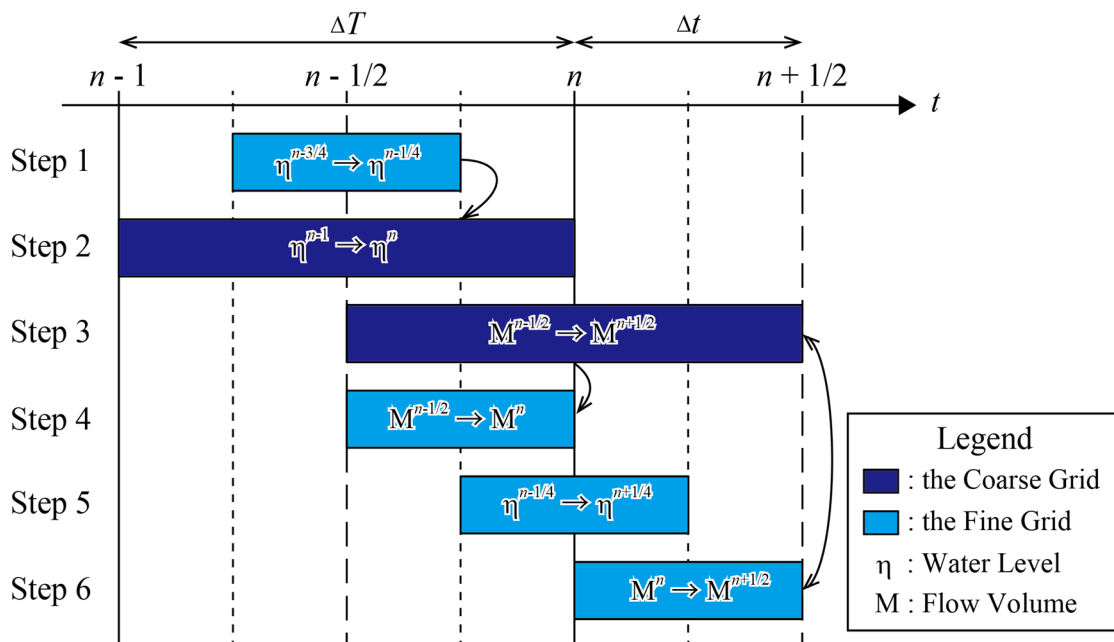 ΔT Δt
n - 1 n - 1/2 n n + 1/2
t
Step 1 η^{n-3/4} → η^{n-1/4}
Step 2 η^{n-1} → η^{n}
Step 3 M^{n-1/2} → M^{n+1/2}
Step 4 M^{n-1/2} → M^{n}
Step 5 η^{n-1/4} → η^{n+1/4}
Step 6 M^{n} → M^{n+1/2}
Legend
: the Coarse Grid
: the Fine Grid
η : Water Level
M : Flow Volume